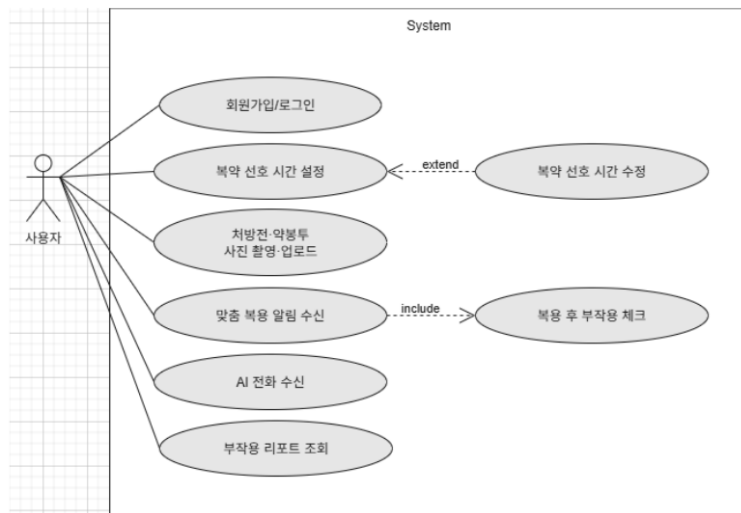 System
회원가입/로그인
복약 선호 시간 설정
extend
복약 선호 시간 수정
사용자
처방전·약봉투
사진 촬영·업로드
맞춤 복용 알림 수신
include
복용 후 부작용 체크
AI 전화 수신
부작용 리포트 조회